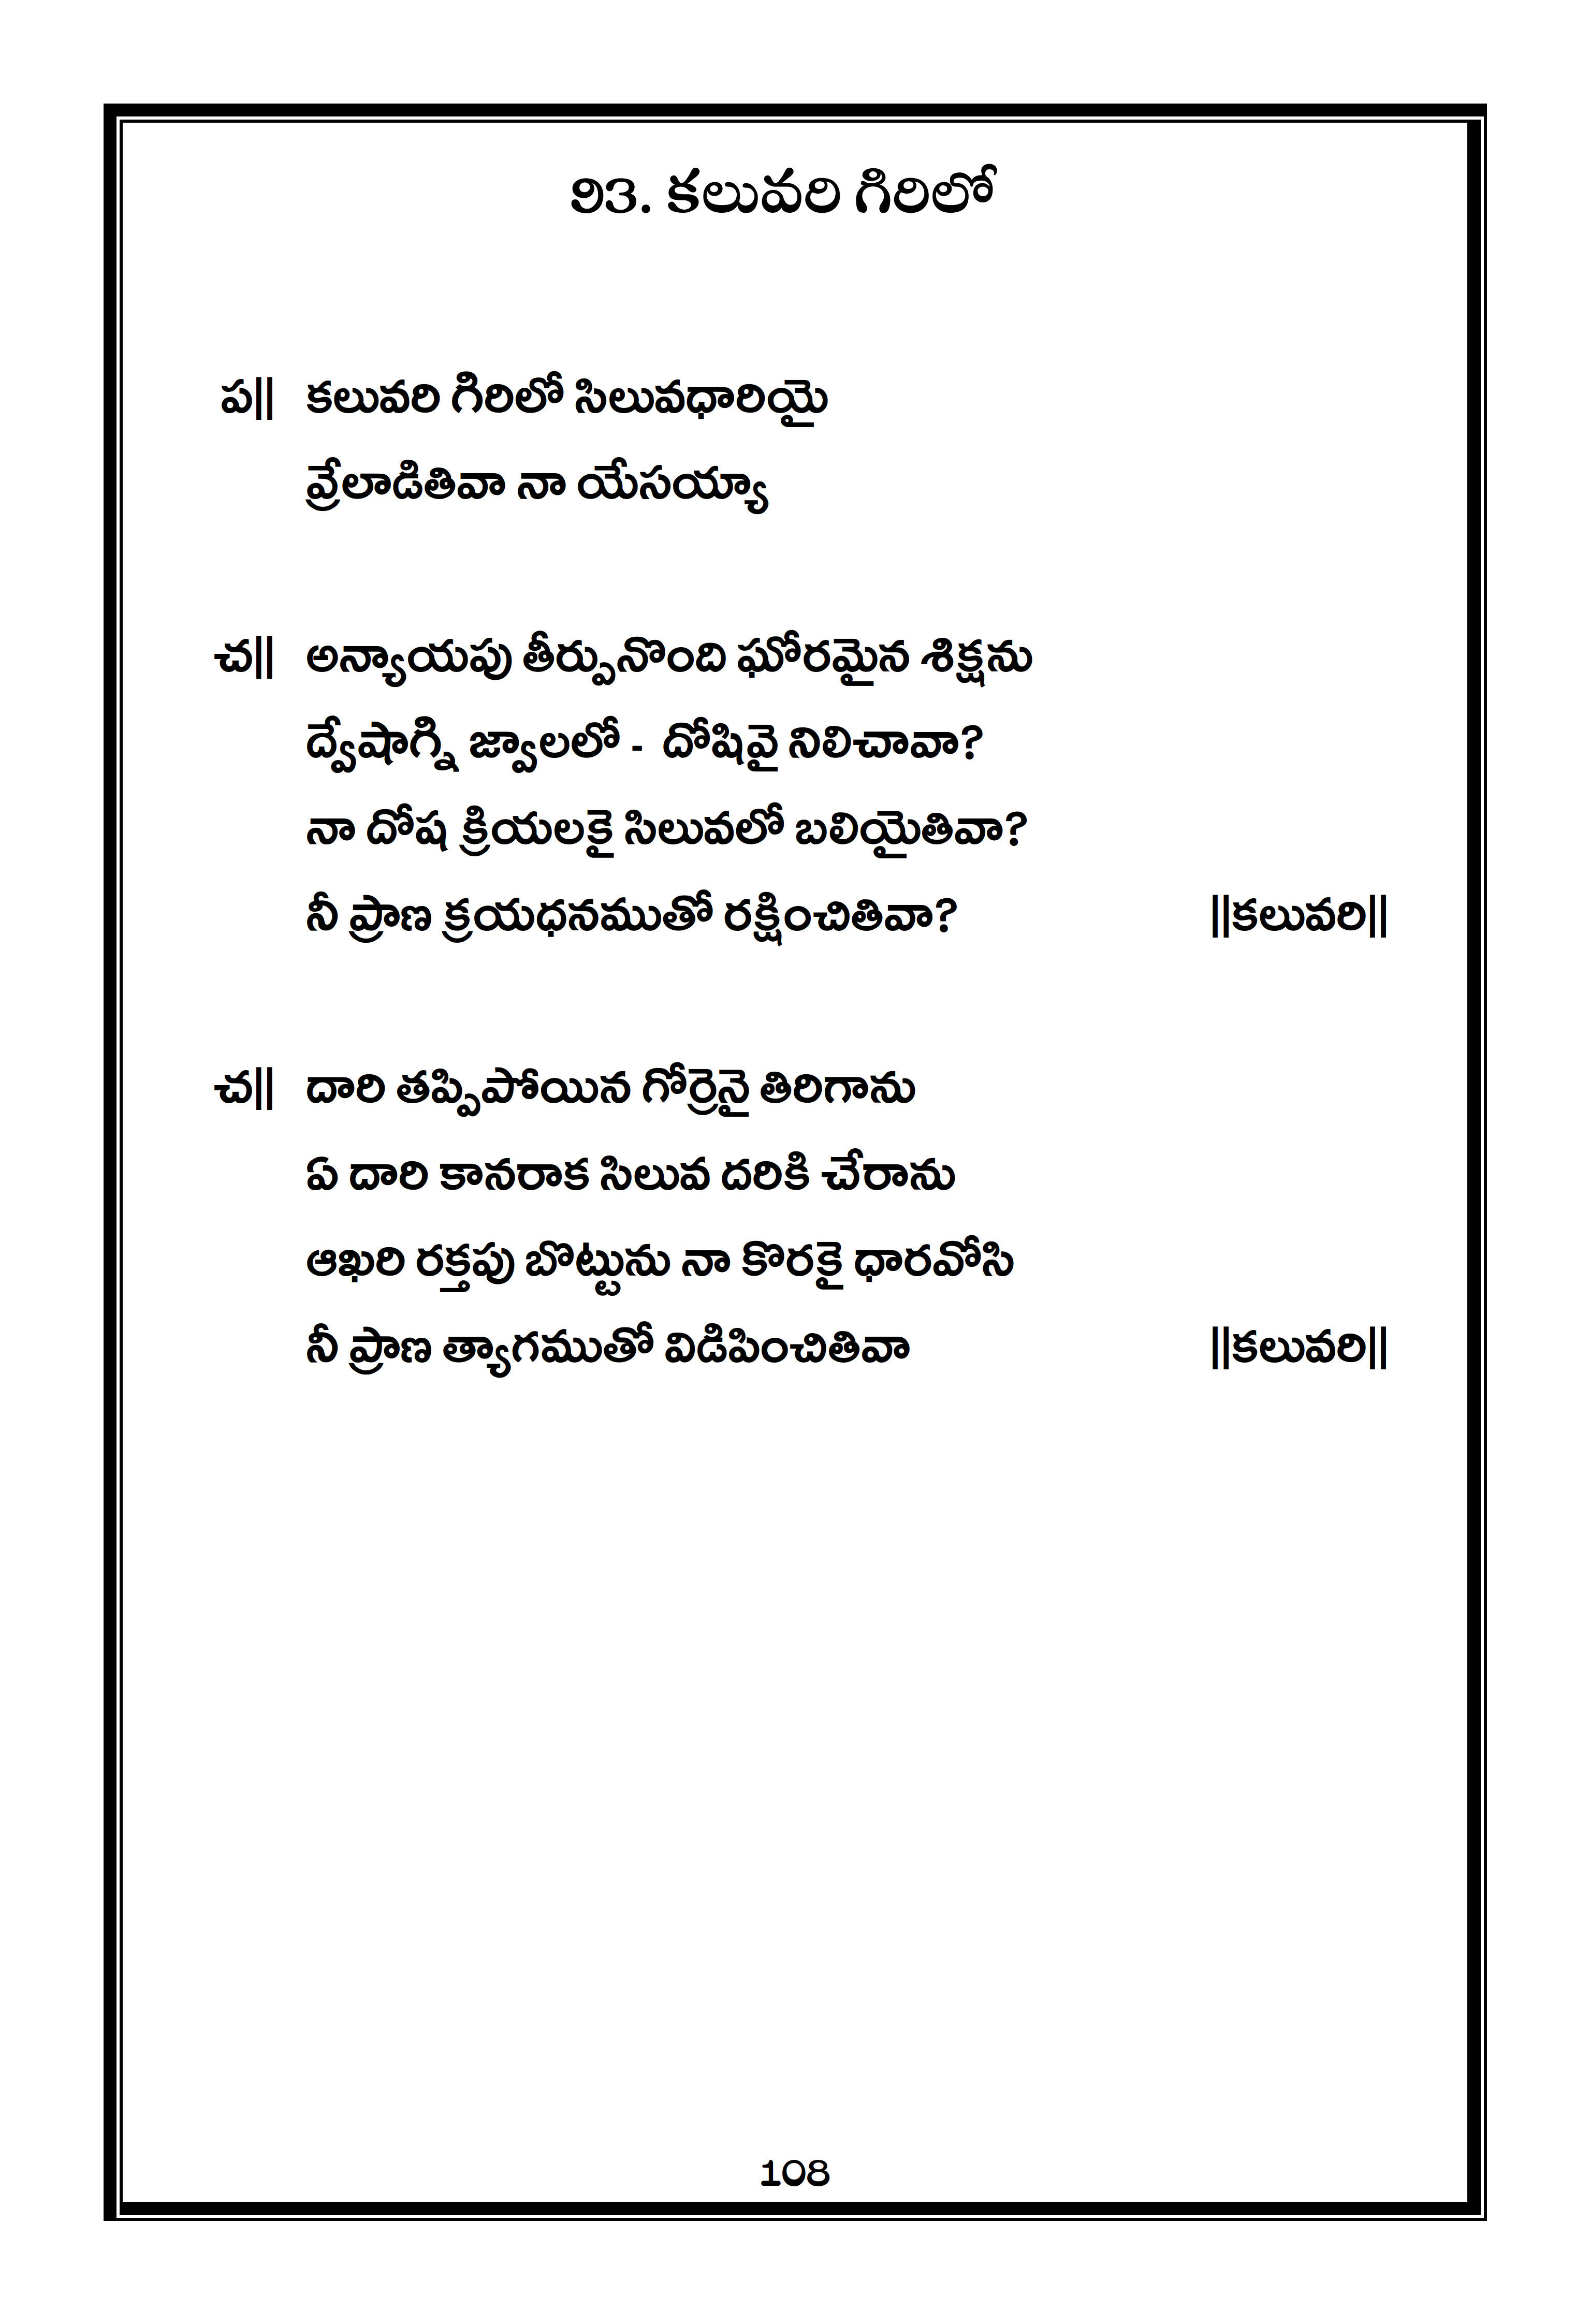 93. కలువరి గిరిలో
ప|| కలువరి గిరిలో సిలువధారియై
వ్రేలాడితివా నా యేసయ్యా
చ|| అన్యాయపు తీర్పునొంది ఘోరమైన శిక్షను
ద్వేషాగ్ని జ్వాలలో - దోషివై నిలిచావా?
నా దోష క్రియలకై సిలువలో బలియైతివా?
నీ ప్రాణ క్రయధనముతో రక్షించితివా? ||కలువరి||
చ|| దారి తప్పిపోయిన గోర్రెనై తిరిగాను
ఏ దారి కానరాక సిలువ దరికి చేరాను
ఆఖరి రక్తపు బొట్టును నా కొరకై ధారవోసి
నీ ప్రాణ త్యాగముతో విడిపించితివా ||కలువరి||
108